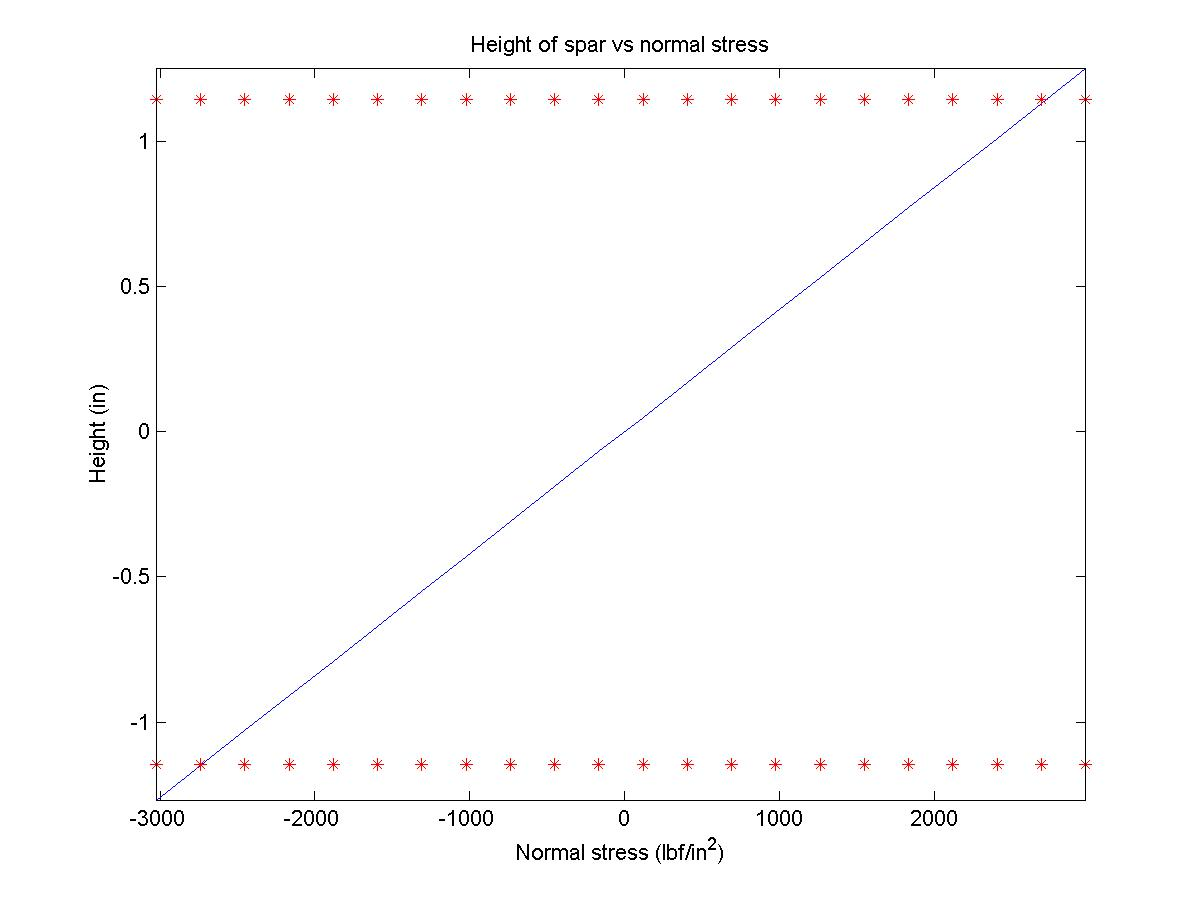 Height of spar vs normal stress
1
0.5
0
-0.5
-1
Height (in)
-3000 -2000 -1000 0 1000 2000
Normal stress (lbf/in²)